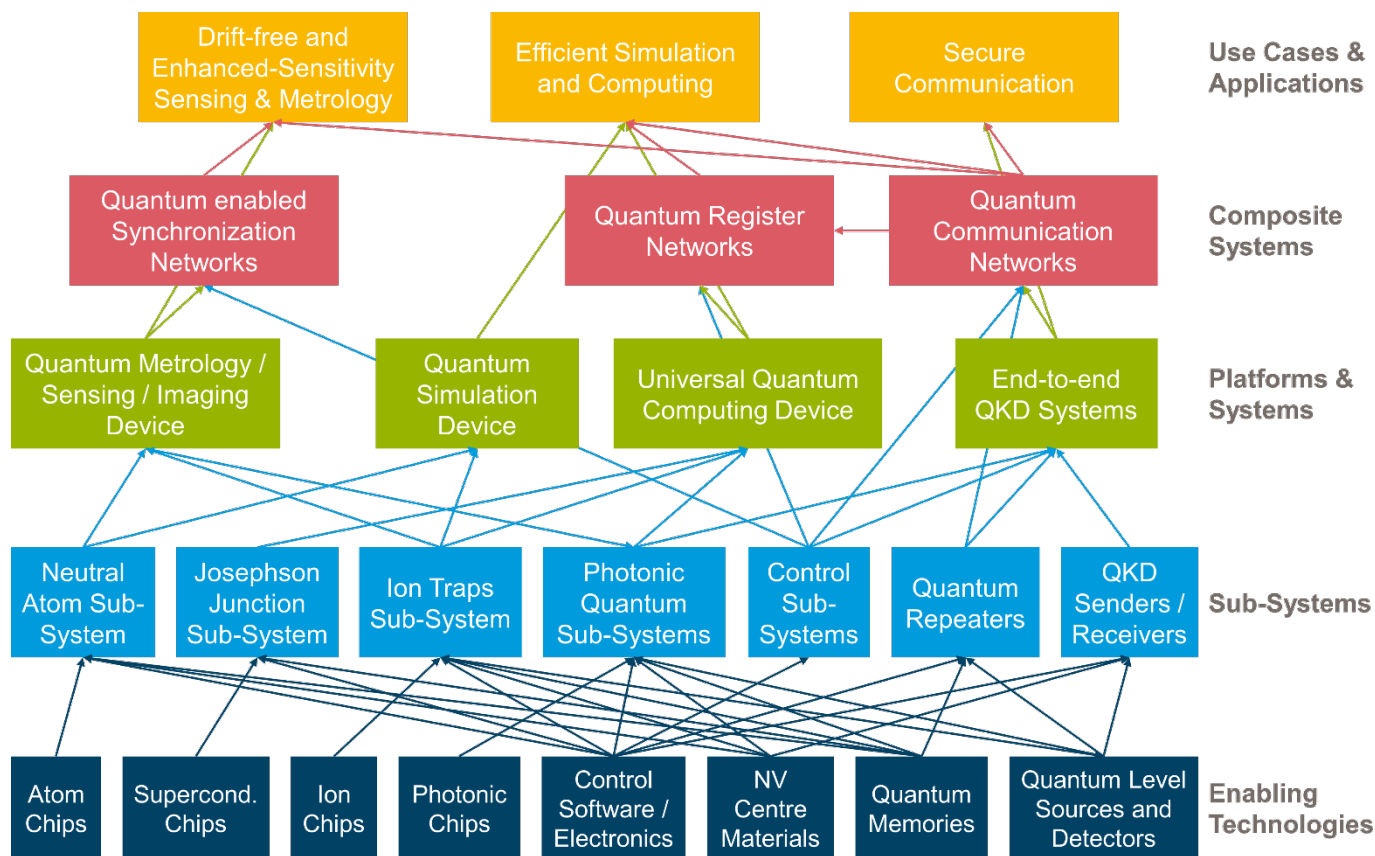 Drift-free and
Enhanced-Sensitivity
Sensing & Metrology
Efficient Simulation
and Computing
Secure
Communication
Use Cases &
Applications
Quantum enabled
Synchronization
Networks
Quantum Register
Networks
Quantum
Communication
Networks
Composite
Systems
Quantum Metrology /
Sensing / Imaging
Device
Quantum
Simulation
Device
Universal Quantum
Computing Device
End-to-end
QKD Systems
Platforms &
Systems
Neutral
Atom Sub-
System
Josephson
Junction
Sub-System
Ion Traps
Sub-System
Photonic
Quantum
Sub-Systems
Control
Sub-
Systems
Quantum
Repeaters
QKD
Senders /
Receivers
Sub-Systems
Atom
Chips
Supercond.
Chips
Ion
Chips
Photonic
Chips
Control
Software /
Electronics
NV
Centre
Materials
Quantum
Memories
Quantum Level
Sources and
Detectors
Enabling
Technologies